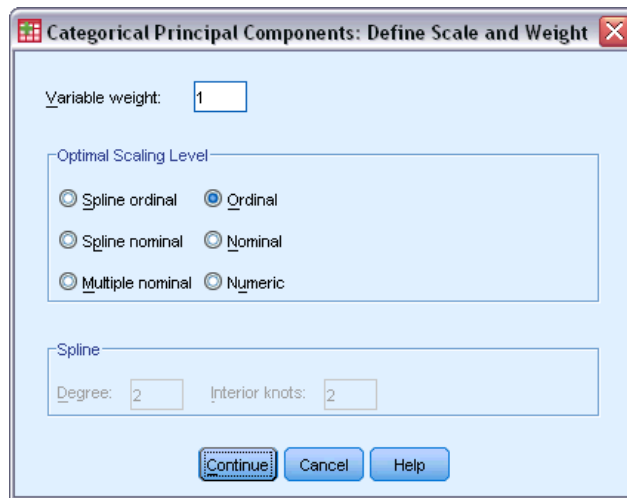 Categorical Principal Components: Define Scale and Weight
Variable weight: 1
Optimal Scaling Level
Spline ordinal Ordinal
Spline nominal Nominal
Multiple nominal Numeric
Spline
Degree: 2 Interior knots: 2
Continue Cancel Help